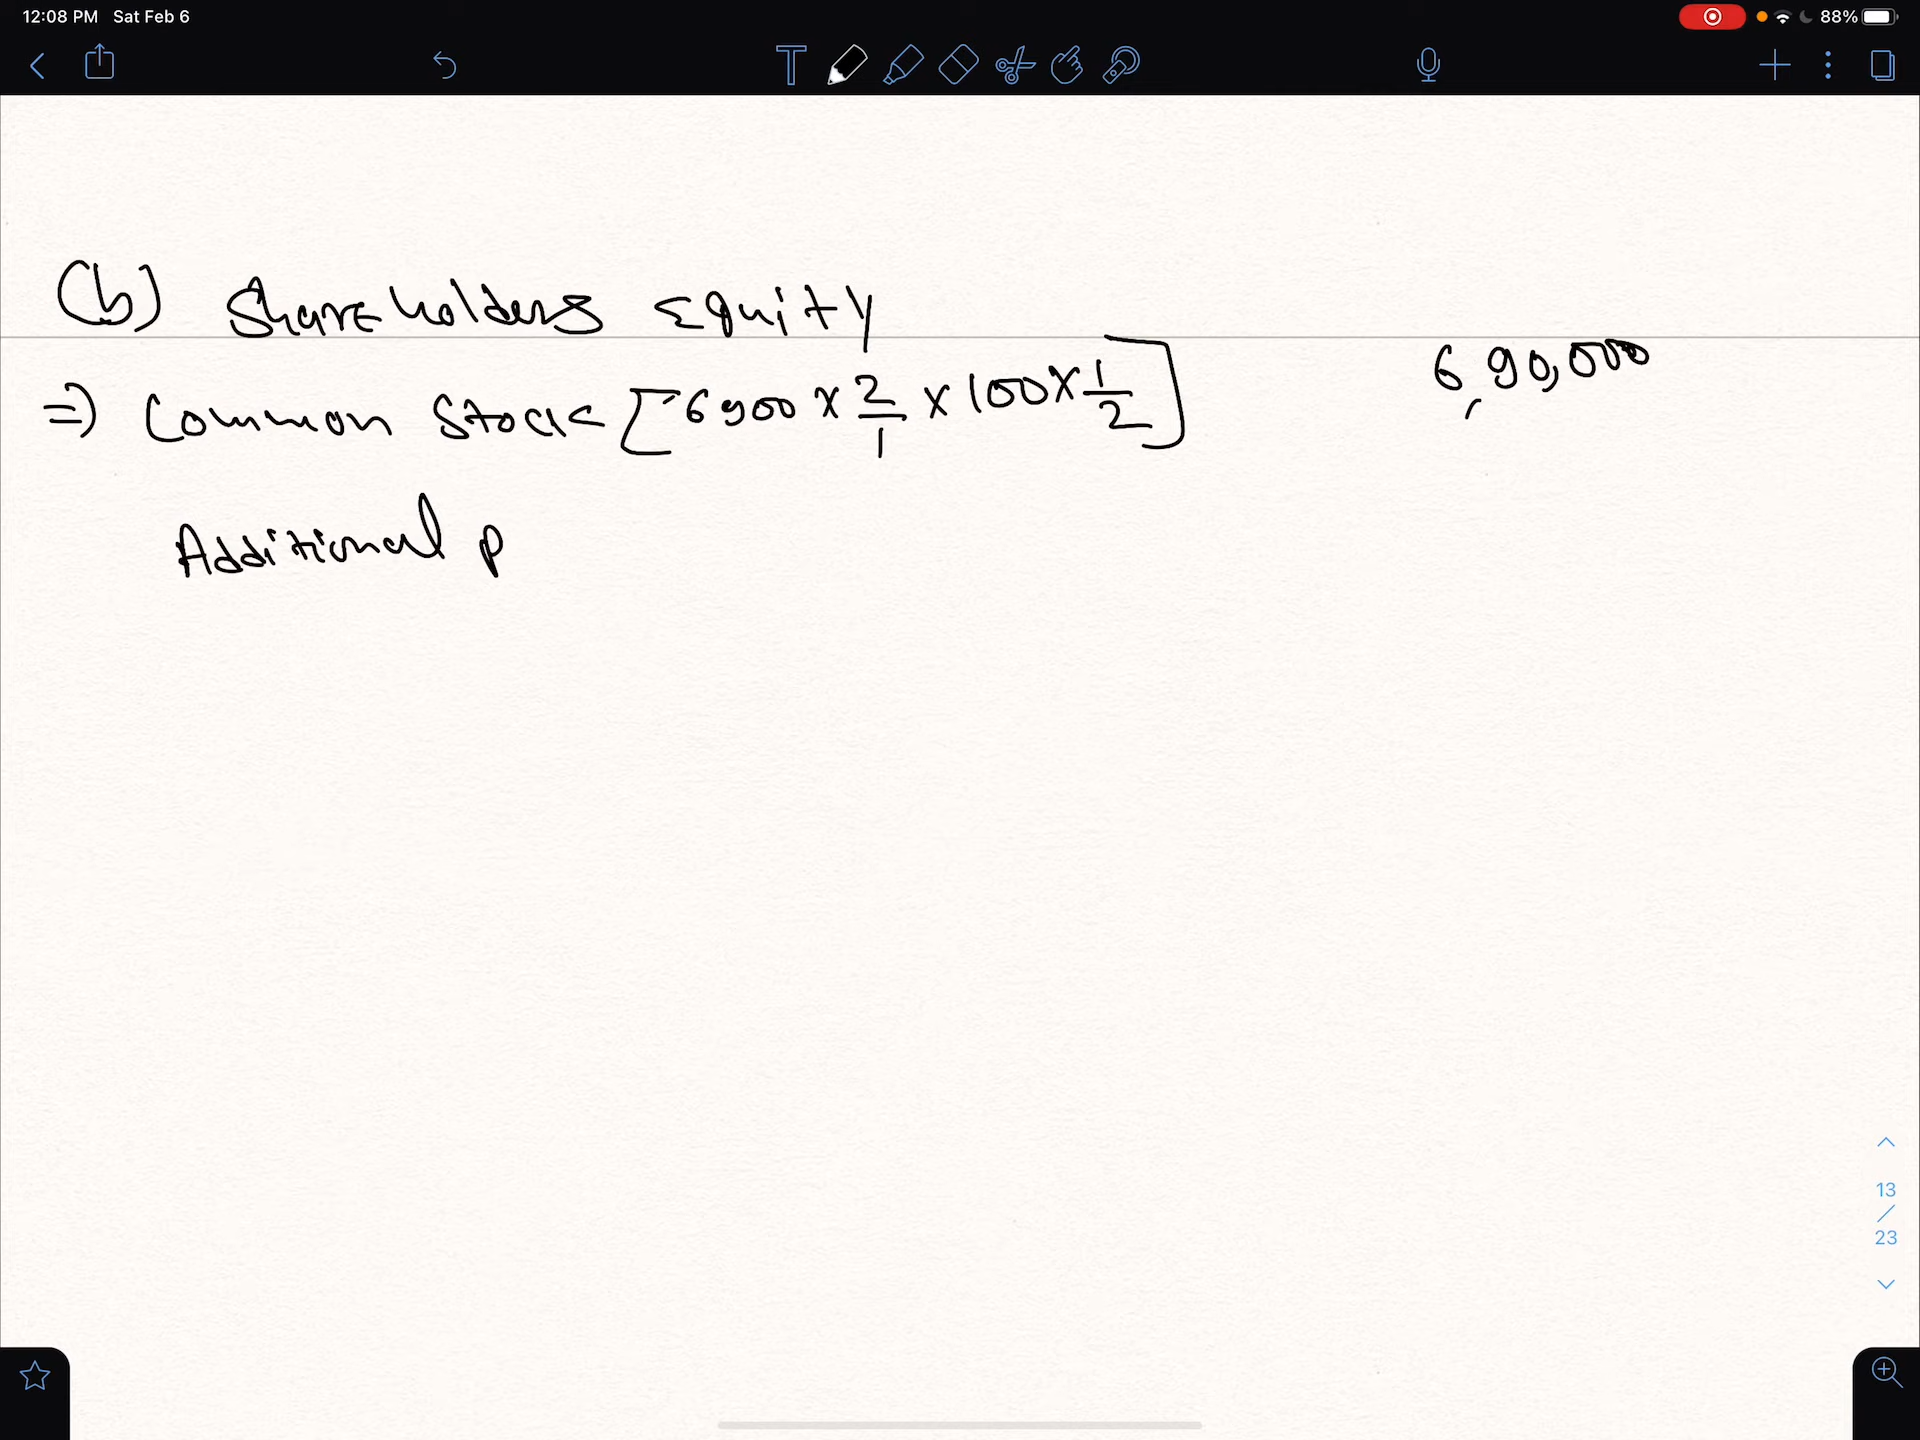 12:08 PM Sat Feb 6
88%
(b) Shareholders Equity
⇒) Common Stock [6900 × 2/1 × 100 × 1/2] 6,90,000
Additional p
13
/
23